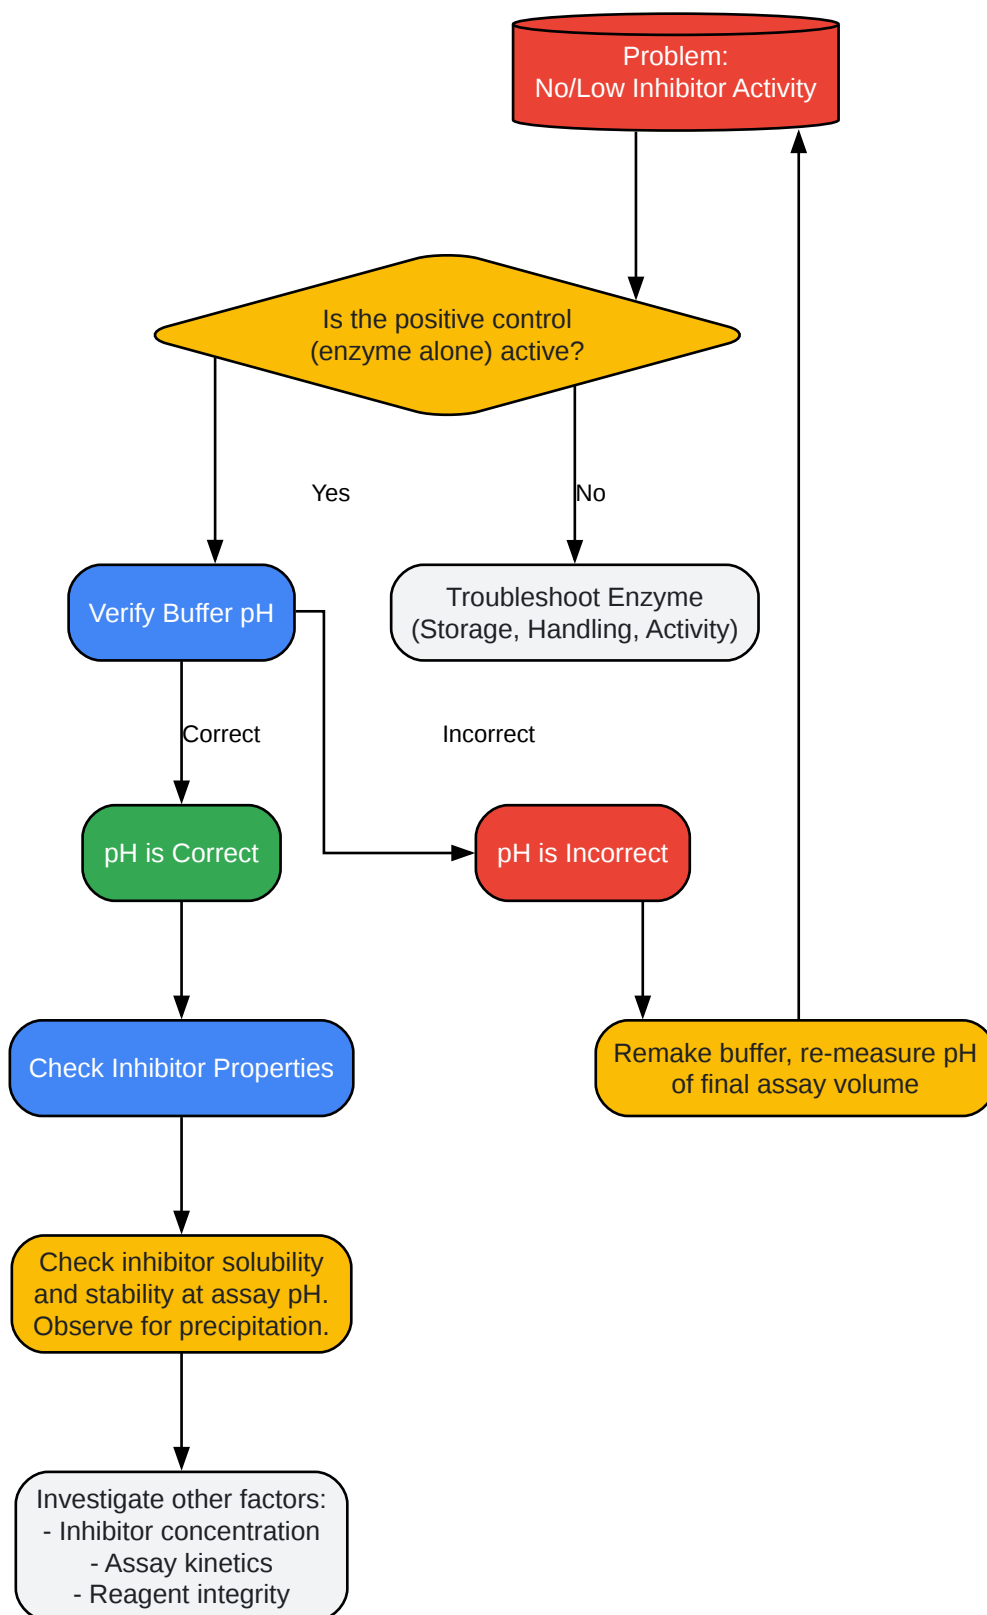 Problem:
No/Low Inhibitor Activity
Is the positive control
(enzyme alone) active?
Yes
No
Verify Buffer pH
Troubleshoot Enzyme
(Storage, Handling, Activity)
Correct
Incorrect
pH is Correct
pH is Incorrect
Check Inhibitor Properties
Remake buffer, re-measure pH
of final assay volume
Check inhibitor solubility
and stability at assay pH.
Observe for precipitation.
Investigate other factors:
- Inhibitor concentration
- Assay kinetics
- Reagent integrity